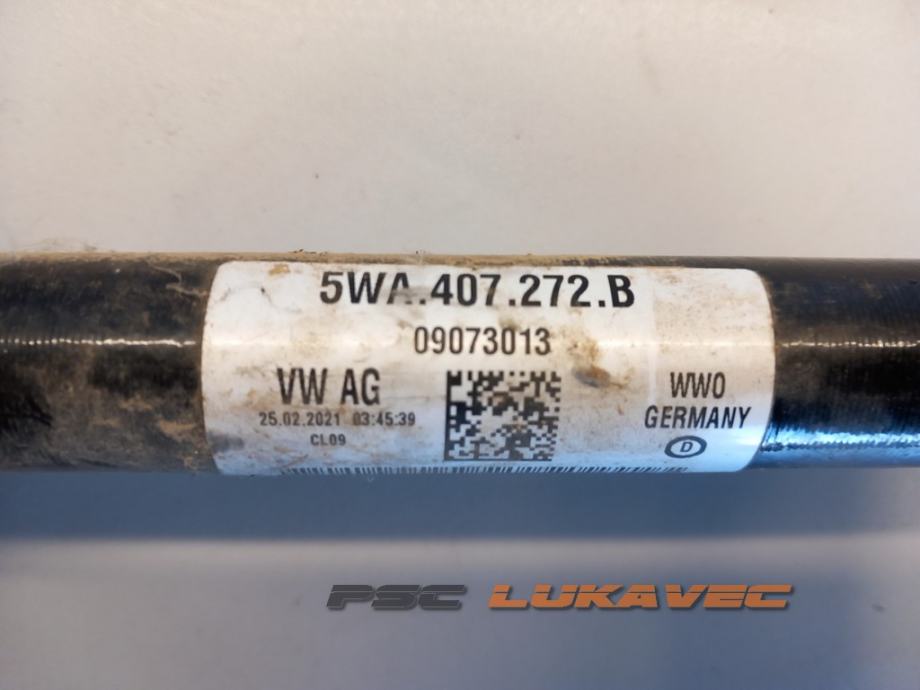 5WA.407.272.B
09073013
VW AG
25.02.2021 03:45:39
CL09
WWO
GERMANY
D
PSC LUKAVEC